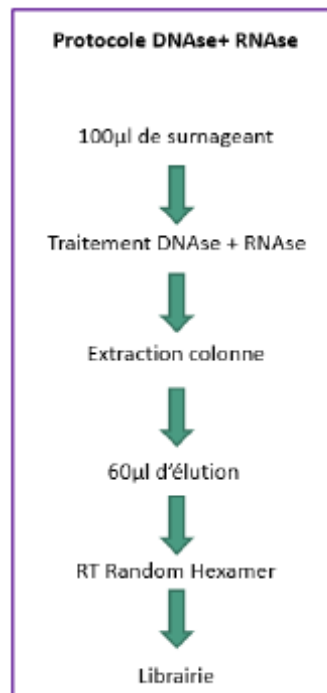 Protocole DNAse+ RNAse
100µl de surnageant
Traitement DNAse + RNAse
Extraction colonne
60µl d'élution
RT Random Hexamer
Librairie